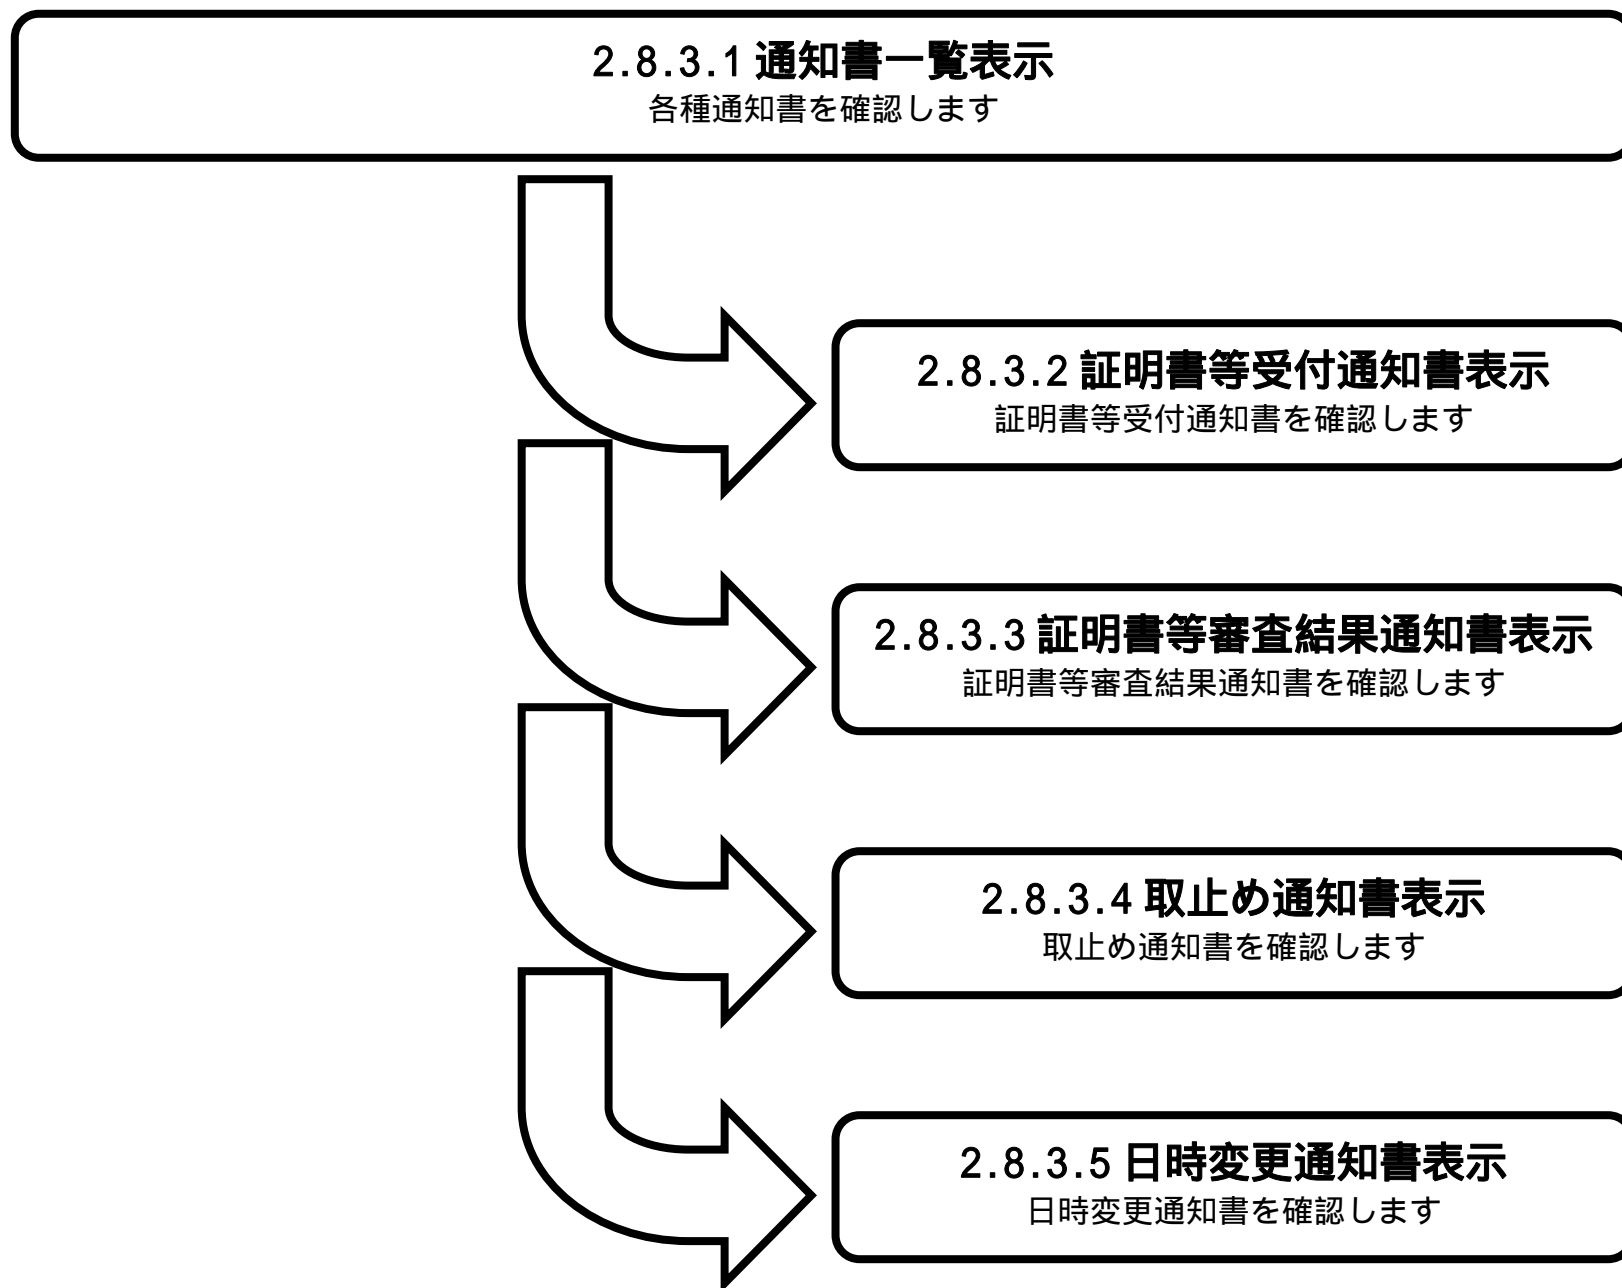 2.8.3.1 通知書一覧表示
各種通知書を確認します
2.8.3.2 証明書等受付通知書表示
証明書等受付通知書を確認します
2.8.3.3 証明書等審査結果通知書表示
証明書等審査結果通知書を確認します
2.8.3.4 取止め通知書表示
取止め通知書を確認します
2.8.3.5 日時変更通知書表示
日時変更通知書を確認します